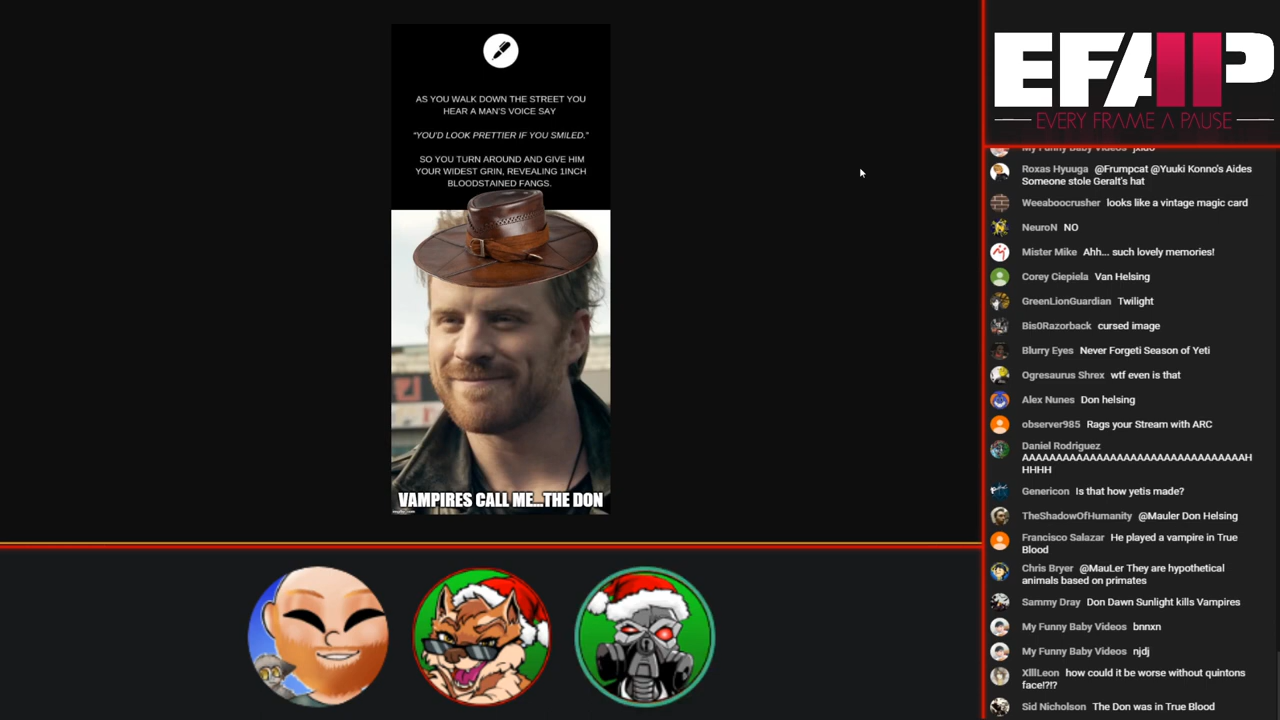 AS YOU WALK DOWN THE STREET YOU
HEAR A MAN'S VOICE SAY
"YOU'D LOOK PRETTIER IF YOU SMILED."
SO YOU TURN AROUND AND GIVE HIM
YOUR WIDEST GRIN, REVEALING 1INCH
BLOODSTAINED FANGS.
VAMPIRES CALL ME...THE DON
EFAP
EVERY FRAME A PAUSE
My Funny Baby Videos jxido
Roxas Hyuuga @Frumpcat @Yuuki Konno's Aides
Someone stole Geralt's hat
Weeaboocrusher looks like a vintage magic card
NeuroN NO
Mister Mike Ahh... such lovely memories!
Corey Ciepiela Van Helsing
GreenLionGuardian Twilight
Bis0Razorback cursed image
Blurry Eyes Never Forgeti Season of Yeti
Ogresaurus Shrex wtf even is that
Alex Nunes Don helsing
observer985 Rags your Stream with ARC
Daniel Rodriguez
AAAAAAAAAAAAAAAAAAAAAAAAAAAAAAAAAH
HHHHH
Genericon Is that how yetis made?
TheShadowOfHumanity @Mauler Don Helsing
Francisco Salazar He played a vampire in True
Blood
Chris Bryer @MauLer They are hypothetical
animals based on primates
Sammy Dray Don Dawn Sunlight kills Vampires
My Funny Baby Videos bnnxn
My Funny Baby Videos njdj
XlllLeon how could it be worse without quintons
face!?!?
Sid Nicholson The Don was in True Blood